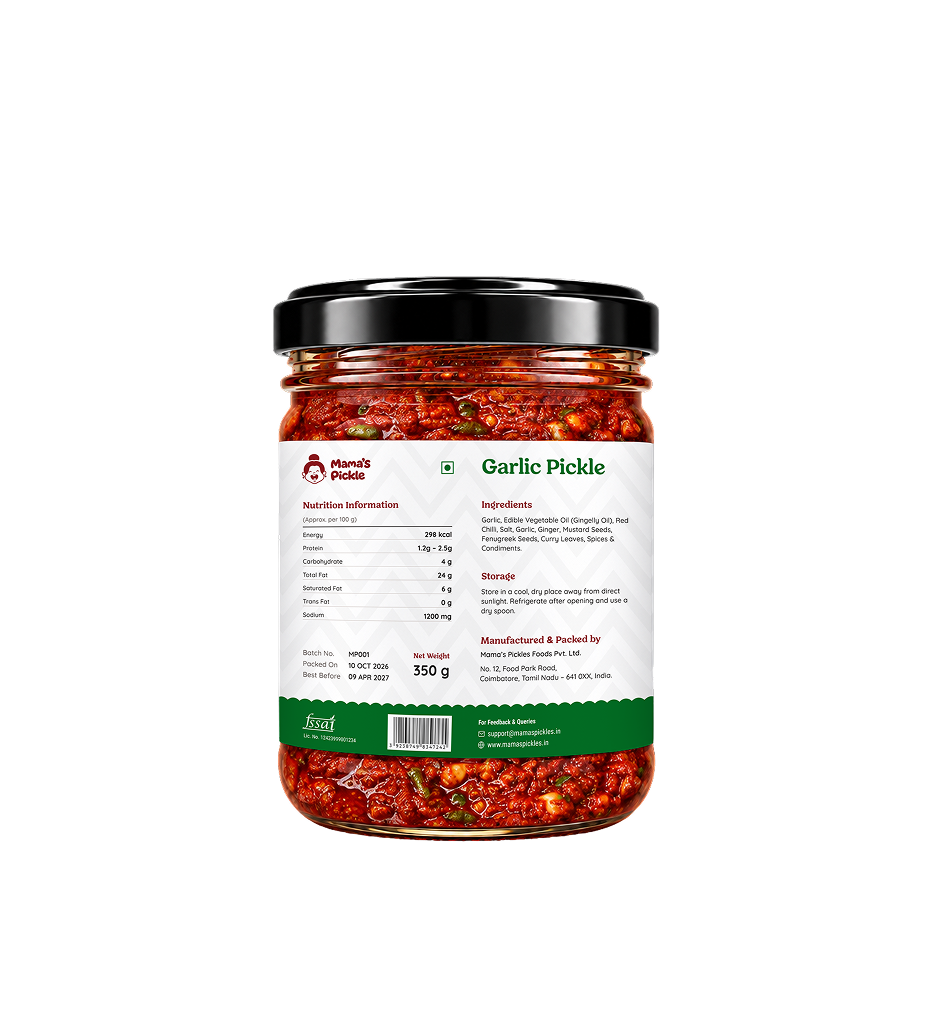 Mama's
Pickle
Nutrition Information
(Approx. per 100 g)
Energy 298 kcal
Protein 1.2g – 2.5g
Carbohydrate 4 g
Total Fat 24 g
Saturated Fat 6 g
Trans Fat 0 g
Sodium 1200 mg
Batch No. MP001
Packed On 10 OCT 2026
Best Before 09 APR 2027
Net Weight
350 g
fssai
Lic. No. 12423999001234
Garlic Pickle
Ingredients
Garlic, Edible Vegetable Oil (Gingelly Oil), Red
Chilli, Salt, Garlic, Ginger, Mustard Seeds,
Fenugreek Seeds, Curry Leaves, Spices &
Condiments.
Storage
Store in a cool, dry place away from direct
sunlight. Refrigerate after opening and use a
dry spoon.
Manufactured & Packed by
Mama's Pickles Foods Pvt. Ltd.
No. 12, Food Park Road,
Coimbatore, Tamil Nadu – 641 0XX, India.
For Feedback & Queries
support@mamaspickles.in
www.mamaspickles.in